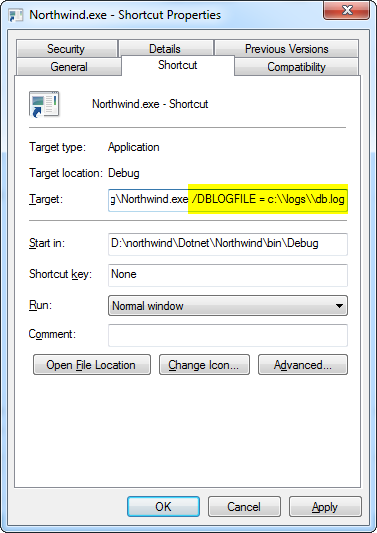 Northwind.exe - Shortcut Properties
Security Details Previous Versions
General Shortcut Compatibility
Northwind.exe - Shortcut
Target type: Application
Target location: Debug
Target: g\Northwind.exe /DBLOGFILE = c:\\logs\\db.log
Start in: D:\northwind\Dotnet\Northwind\bin\Debug
Shortcut key: None
Run: Normal window
Comment:
Open File Location Change Icon... Advanced...
OK Cancel Apply